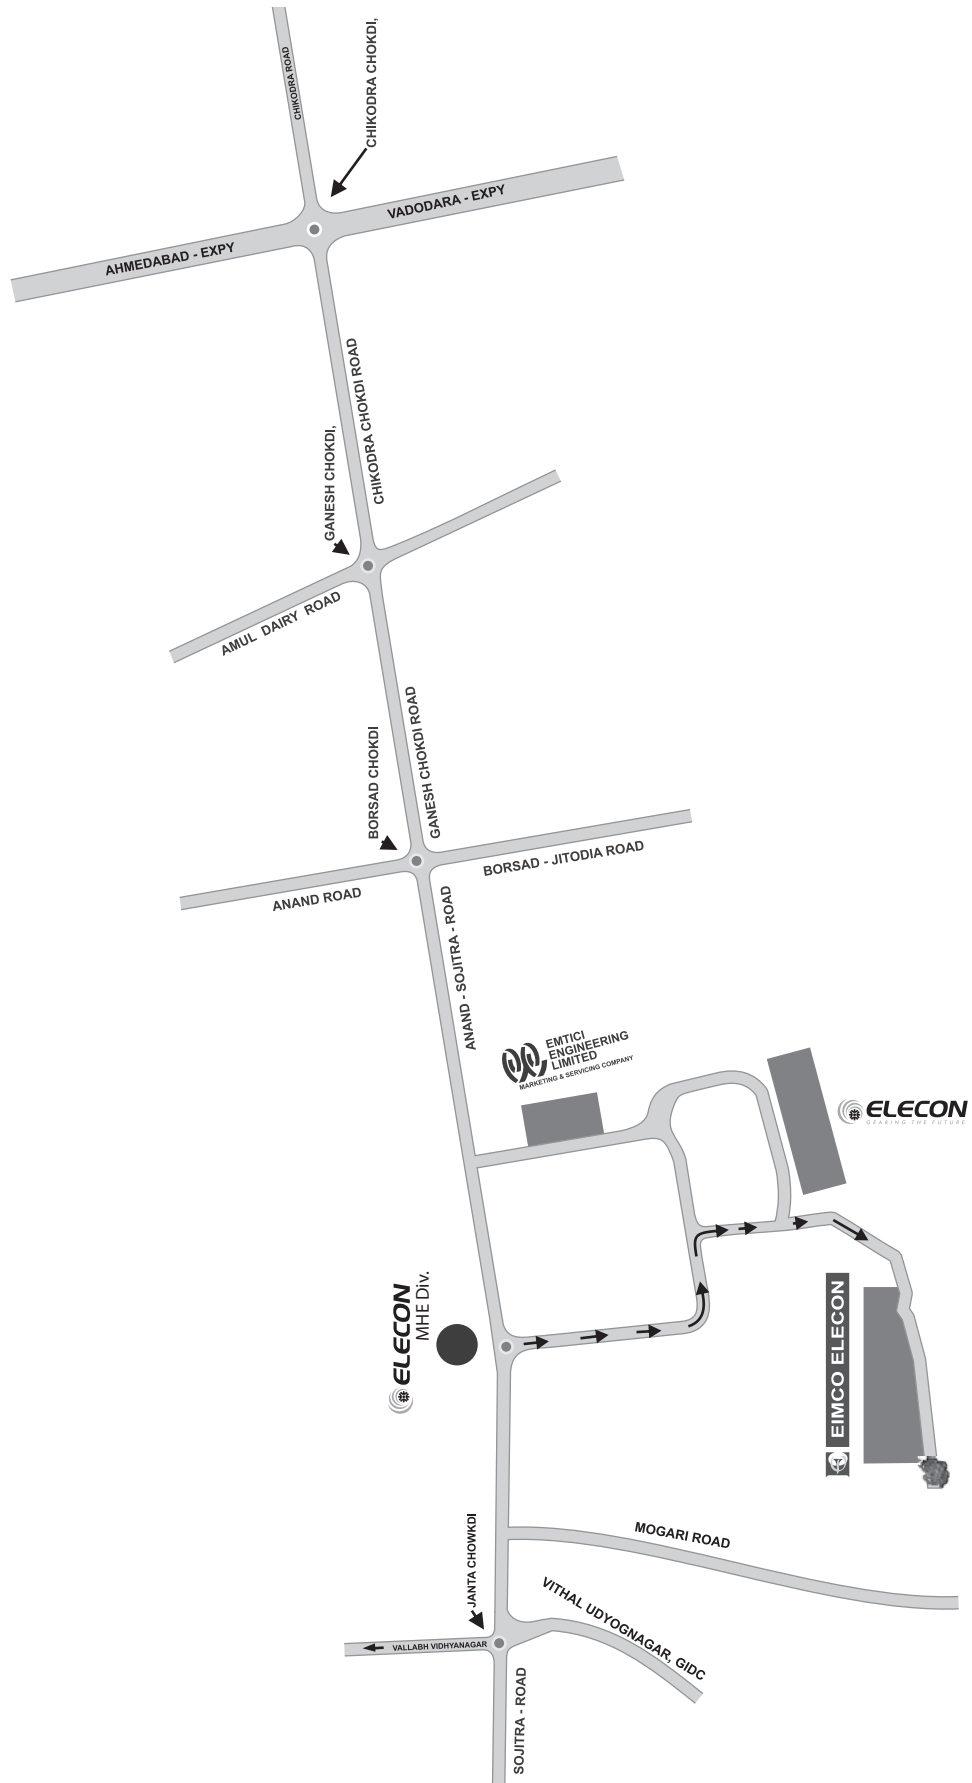 CHIKODRA ROAD
CHIKODRA CHOKDI,
VADODARA - EXPY
AHMEDABAD - EXPY
CHIKODRA CHOKDI ROAD
GANESH CHOKDI,
AMUL DAIRY ROAD
GANESH CHOKDI ROAD
BORSAD CHOKDI
BORSAD - JITODIA ROAD
ANAND ROAD
ANAND - SOJITRA - ROAD
EMTICI
ENGINEERING
LIMITED
MARKETING & SERVICING COMPANY
ELECON
GEARING THE FUTURE
ELECON
MHE Div.
EIMCO ELECON
JANTA CHOWKDI
MOGARI ROAD
VITHAL UDYOGNAGAR, GIDC
VALLABH VIDHYANAGAR
SOJITRA - ROAD